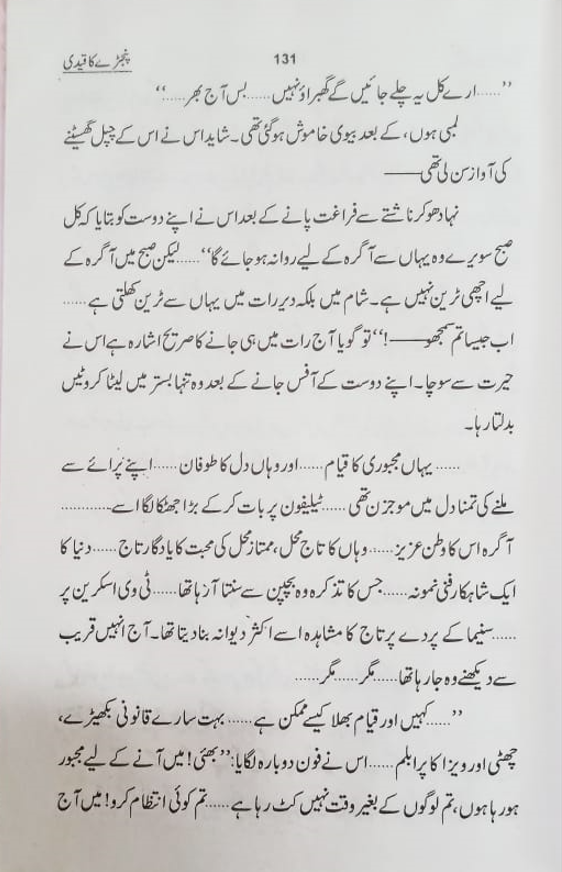 پنجڑے کا قیدی
131
”......ارے کل یہ چلے جائیں گے گھبراؤ نہیں......بس آج بھر.....“
لمبی ہوں، کے بعد بیوی خاموش ہوگئی تھی۔ شاید اس نے اس کے چپل گھسیٹنے
کی آواز سن لی تھی——
نہا دھو کر ناشتے سے فراغت پانے کے بعد اس نے اپنے دوست کو بتایا کہ کل
صبح سویرے وہ یہاں سے آگرہ کے لیے روانہ ہو جائے گا“......لیکن صبح میں آگرہ کے
لیے اچھی ٹرین نہیں ہے۔ شام میں بلکہ دیر رات میں یہاں سے ٹرین کھلتی ہے......
اب جیسا تم سمجھو——!“ تو گویا آج رات میں ہی جانے کا صریح اشارہ ہے اس نے
حیرت سے سوچا۔ اپنے دوست کے آفس جانے کے بعد وہ تنہا بستر میں لیٹا کروٹیں
بدلتا رہا۔
......یہاں مجبوری کا قیام......اور وہاں دل کا طوفان......اپنے پرائے سے
ملنے کی تمنا دل میں موجزن تھی......ٹیلیفون پر بات کر کے بڑا جھٹکا لگا اسے............
آگرہ اس کا وطن عزیز......وہاں کا تاج محل، ممتاز محل کی محبت کا یادگار تاج......دنیا کا
ایک شاہکار فنی نمونہ......جس کا تذکرہ وہ بچپن سے سنتا آ رہا تھا......ٹی وی اسکرین پر
......سنیما کے پردے پر تاج کا مشاہدہ اسے اکثر دیوانہ بنا دیتا تھا۔ آج انہیں قریب
سے دیکھنے وہ جا رہا تھا......مگر......مگر......
”......کہیں اور قیام بھلا کیسے ممکن ہے......بہت سارے قانونی بکھیڑے،
چھٹی اور ویزا کا پرابلم......اس نے فون دوبارہ لگایا: ”بھئی! میں آنے کے لیے مجبور
ہو رہا ہوں، تم لوگوں کے بغیر وقت نہیں کٹ رہا ہے......تم کوئی انتظام کرو! میں آج